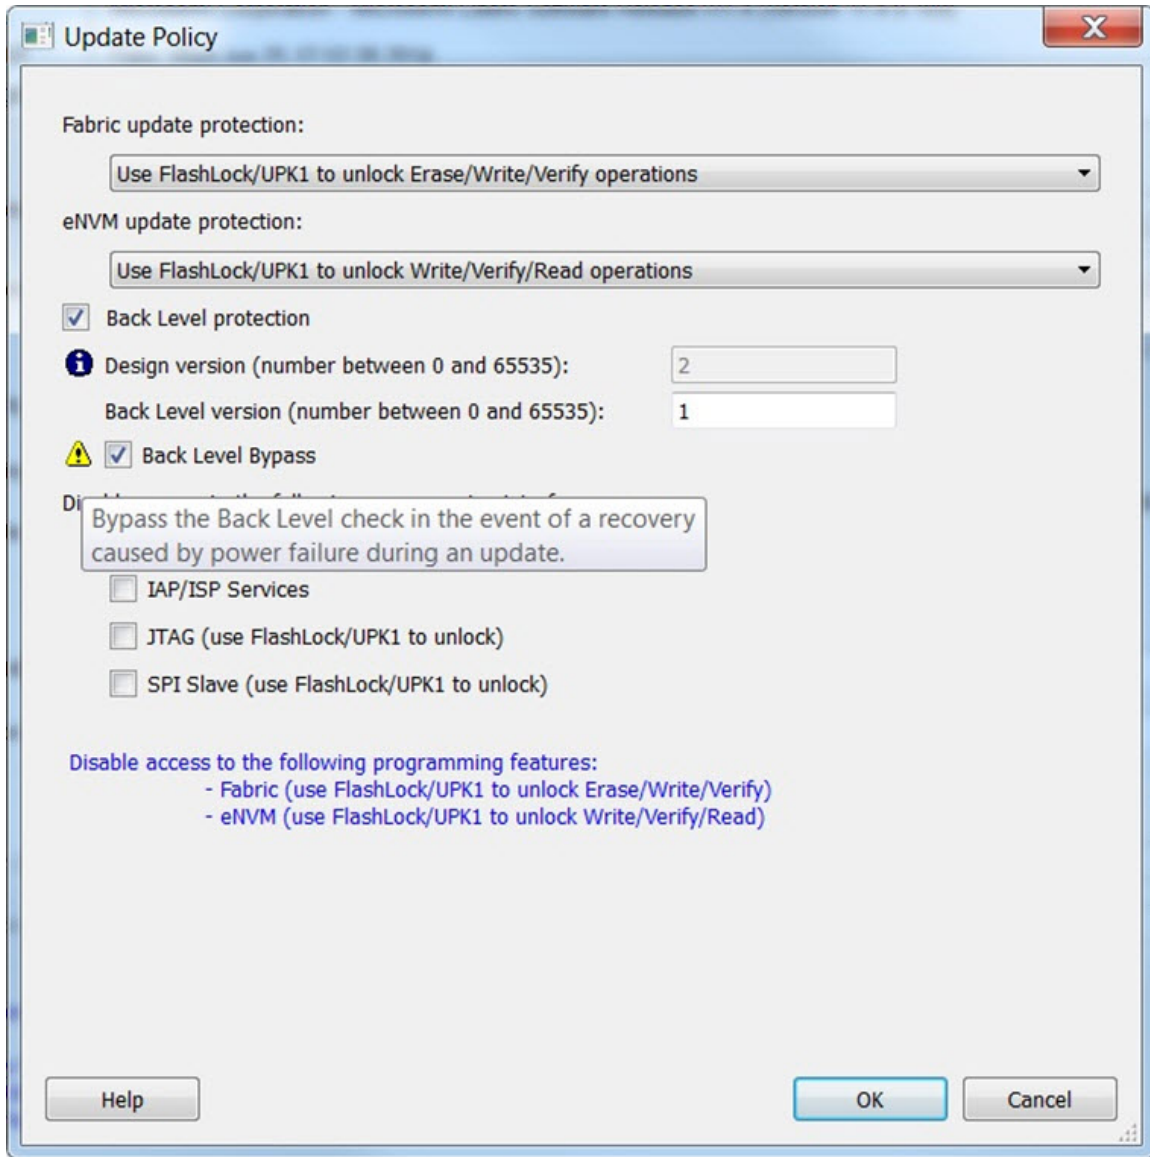 Update Policy
Fabric update protection:
Use FlashLock/UPK1 to unlock Erase/Write/Verify operations
eNVM update protection:
Use FlashLock/UPK1 to unlock Write/Verify/Read operations
Back Level protection
Design version (number between 0 and 65535): 2
Back Level version (number between 0 and 65535): 1
Back Level Bypass
Bypass the Back Level check in the event of a recovery
caused by power failure during an update.
IAP/ISP Services
JTAG (use FlashLock/UPK1 to unlock)
SPI Slave (use FlashLock/UPK1 to unlock)
Disable access to the following programming features:
- Fabric (use FlashLock/UPK1 to unlock Erase/Write/Verify)
- eNVM (use FlashLock/UPK1 to unlock Write/Verify/Read)
Help OK Cancel